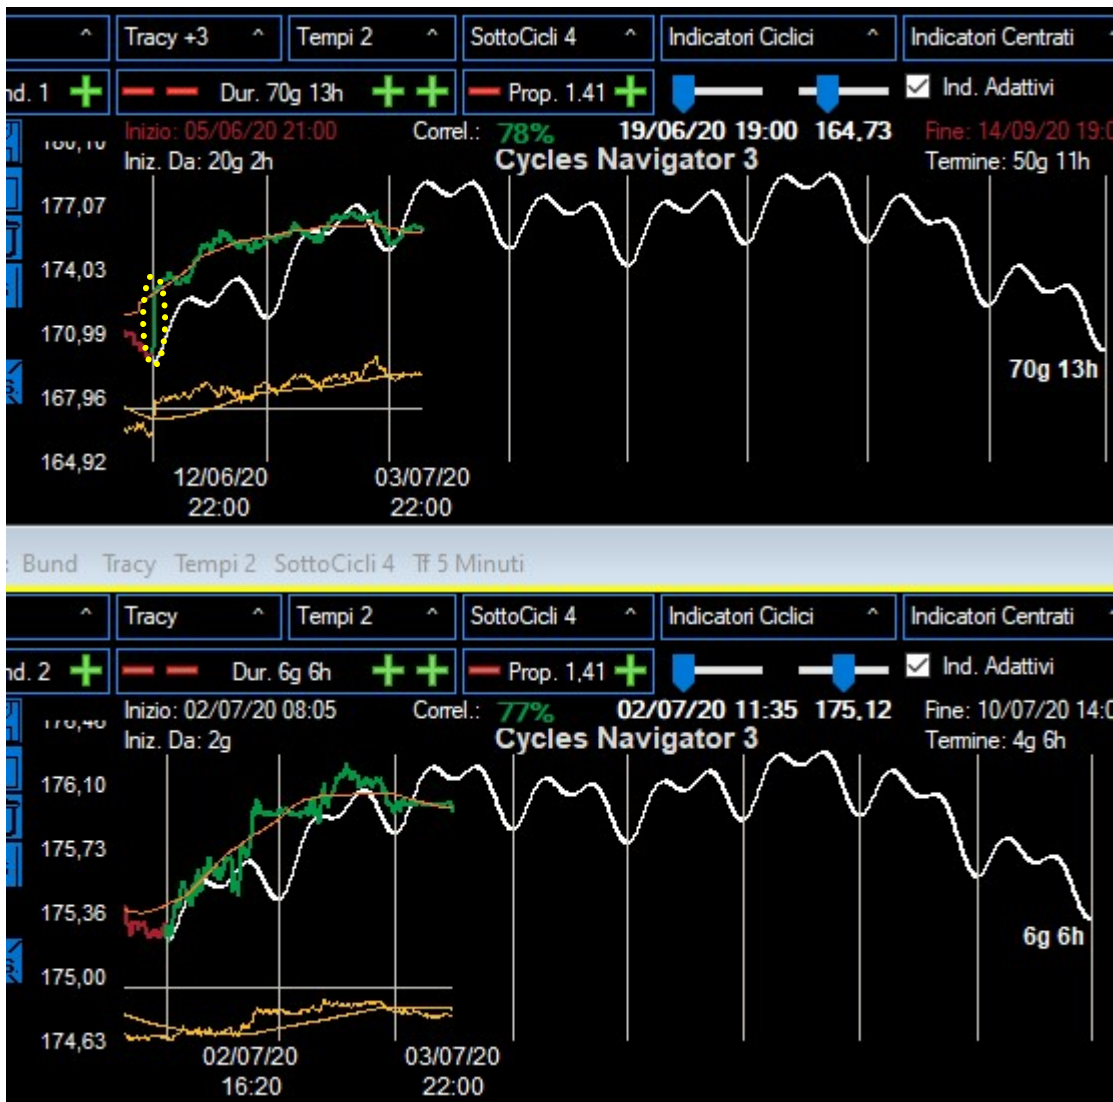 Tracy +3 ^ Tempi 2 ^ SottoCicli 4 ^ Indicatori Ciclici ^ Indicatori Centrati
nd. 1 Dur. 70g 13h Prop. 1.41 Ind. Adattivi
Inizio: 05/06/20 21:00 Correl.: 78% 19/06/20 19:00 164,73 Fine: 14/09/20 19:0
Iniz. Da: 20g 2h Cycles Navigator 3 Termine: 50g 11h
177,07
174,03
170,99
70g 13h
167,96
164,92
12/06/20 03/07/20
22:00 22:00
: Bund Tracy Tempi 2 SottoCicli 4 Tf 5 Minuti
Tracy ^ Tempi 2 ^ SottoCicli 4 ^ Indicatori Ciclici ^ Indicatori Centrati
nd. 2 Dur. 6g 6h Prop. 1,41 Ind. Adattivi
Inizio: 02/07/20 08:05 Correl.: 77% 02/07/20 11:35 175,12 Fine: 10/07/20 14:0
Iniz. Da: 2g Cycles Navigator 3 Termine: 4g 6h
176,10
175,73
175,36
6g 6h
175,00
174,63
02/07/20 03/07/20
16:20 22:00